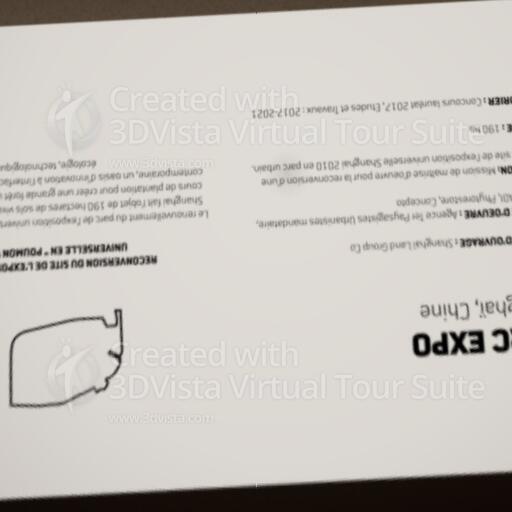 C EXPO
ghaï, Chine
D'OUVRAGE : Shanghai Land Group Co
D'OEUVRE : Agence Ter Paysagistes Urbanistes mandataire,
Phytorestore, Concepto
Mission de maîtrise d'oeuvre pour la reconversion d'une
site de l'exposition universelle Shanghai 2010 en parc urbain.
E : 190 ha
DRIER : Concours lauréat 2017, Etudes et Travaux : 2017-2021
RECONVERSION DU SITE DE L'EXPO
UNIVERSELLE EN " POUMON
Le renouvellement du parc de l'exposition univers
Shanghai fait l'objet de 190 hectares de sols
cours de plantation pour créer une grande forêt
contemporaine, un oasis d'innovation à l'interfac
écologie, technologique
Created with
3DVista Virtual Tour Suite
www.3dvista.com
Created with
3DVista Virtual Tour Suite
www.3dvista.com